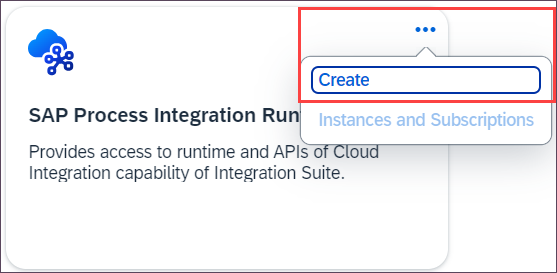 •••
Create
Instances and Subscriptions
SAP Process Integration Run
Provides access to runtime and APIs of Cloud
Integration capability of Integration Suite.